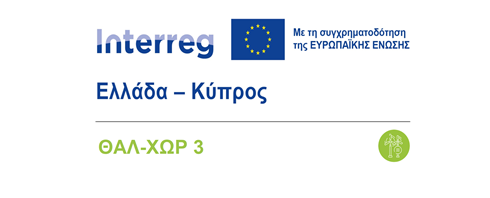 Interreg
Με τη συγχρηματοδότηση
της ΕΥΡΩΠΑΪΚΗΣ ΕΝΩΣΗΣ
Ελλάδα – Κύπρος
ΘΑΛ-ΧΩΡ 3